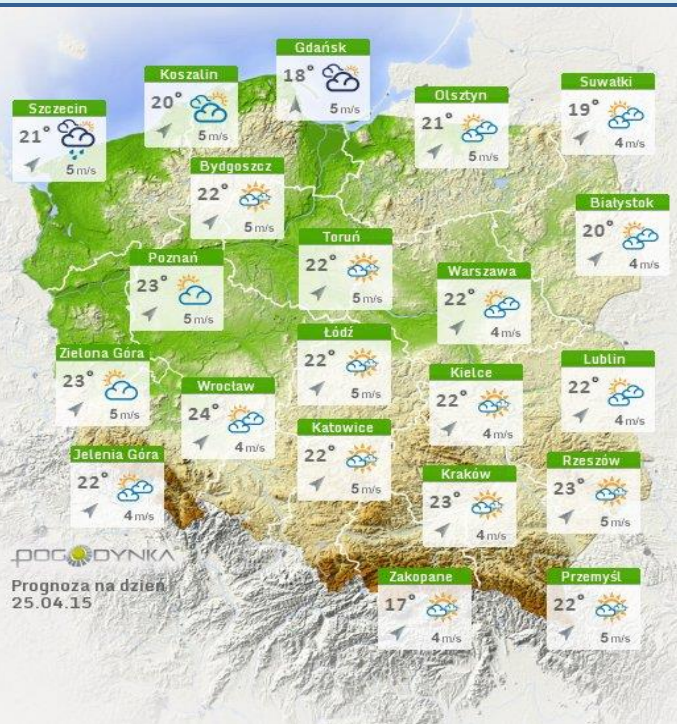 Gdańsk
18°
5 m/s
Koszalin
20°
5 m/s
Suwałki
19°
4 m/s
Olsztyn
21°
5 m/s
Szczecin
21°
5 m/s
Bydgoszcz
22°
5 m/s
Białystok
20°
4 m/s
Toruń
22°
5 m/s
Poznań
23°
5 m/s
Warszawa
22°
4 m/s
Łódź
22°
5 m/s
Zielona Góra
23°
5 m/s
Lublin
22°
4 m/s
Kielce
22°
4 m/s
Wrocław
24°
4 m/s
Katowice
22°
5 m/s
Jelenia Góra
22°
4 m/s
Rzeszów
23°
5 m/s
Kraków
23°
4 m/s
POGODYNKA
Prognoza na dzień
25.04.15
Zakopane
17°
4 m/s
Przemyśl
22°
5 m/s